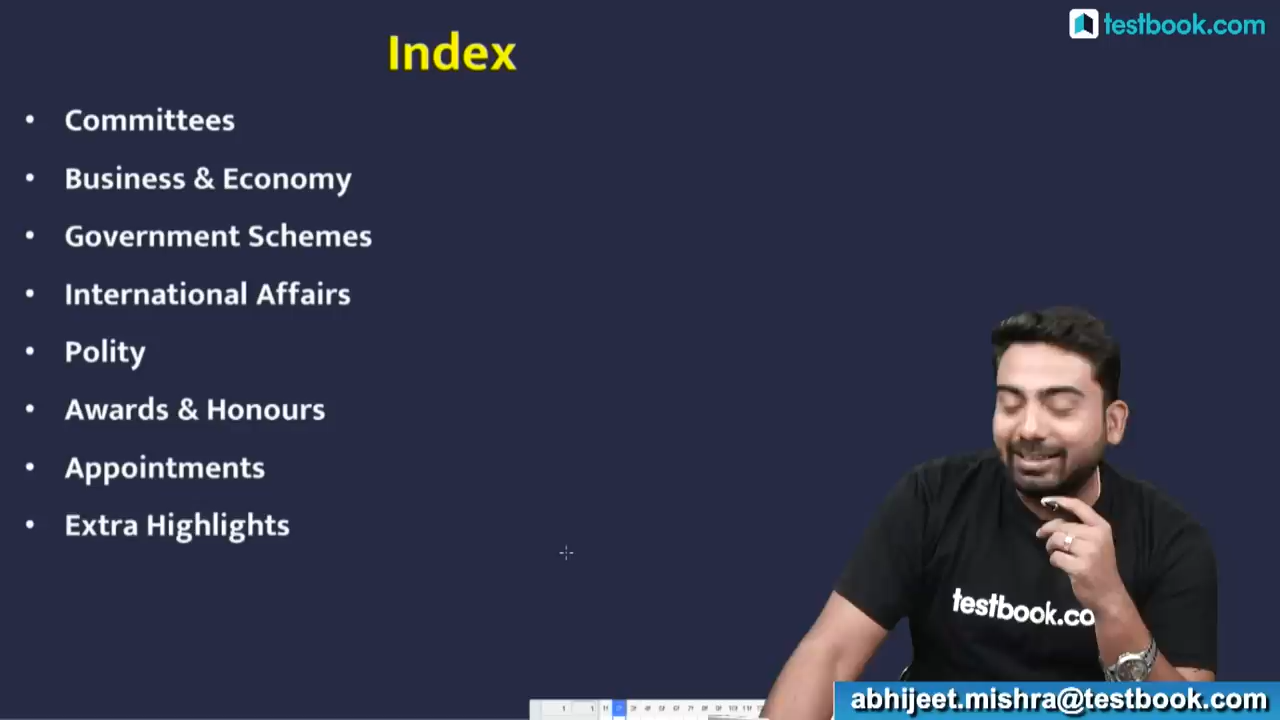 Index
testbook.com
• Committees
• Business & Economy
• Government Schemes
• International Affairs
• Polity
• Awards & Honours
• Appointments
• Extra Highlights
testbook.co
abhijeet.mishra@testbook.com